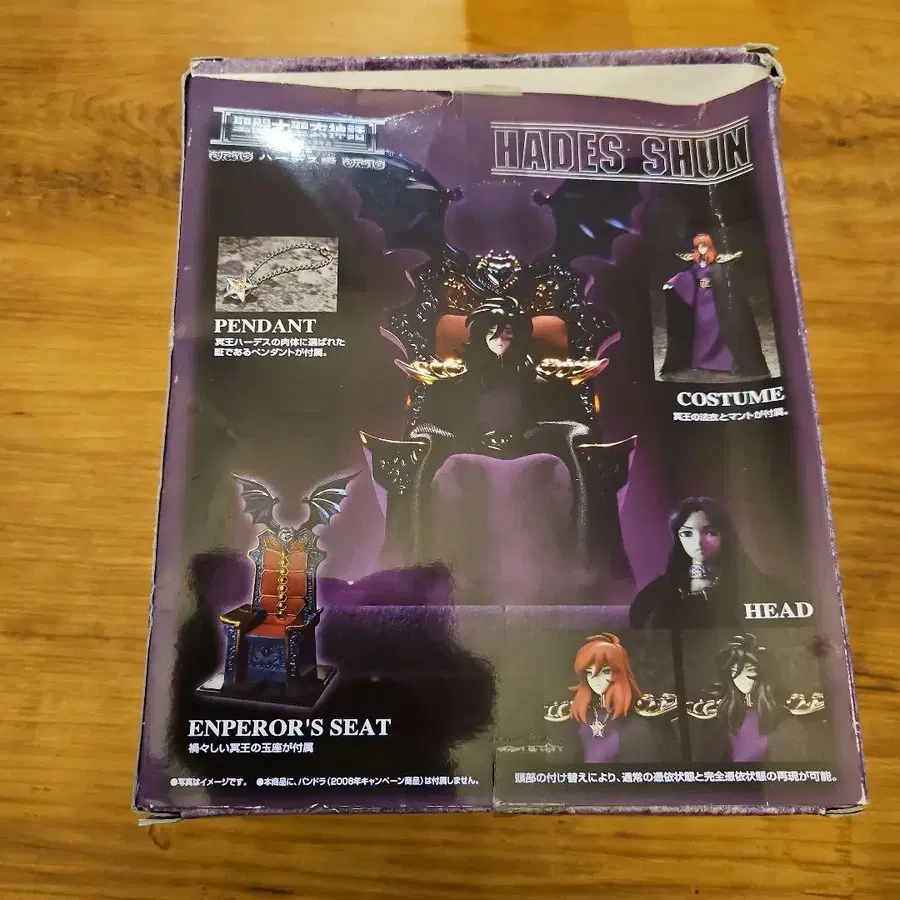 聖闘士聖衣神話
HADES SHUN
PENDANT
冥王ハーデスの肉体に選ばれた
証であるペンダントが付属。
COSTUME
冥王の法衣とマントが付属。
HEAD
ENPEROR'S SEAT
禍々しい冥王の玉座が付属
頭部の付け替えにより、通常の憑依状態と完全憑依状態の再現が可能。
●写真はイメージです。 ●本商品に、パンドラ（2006年キャンペーン商品）は付属しません。